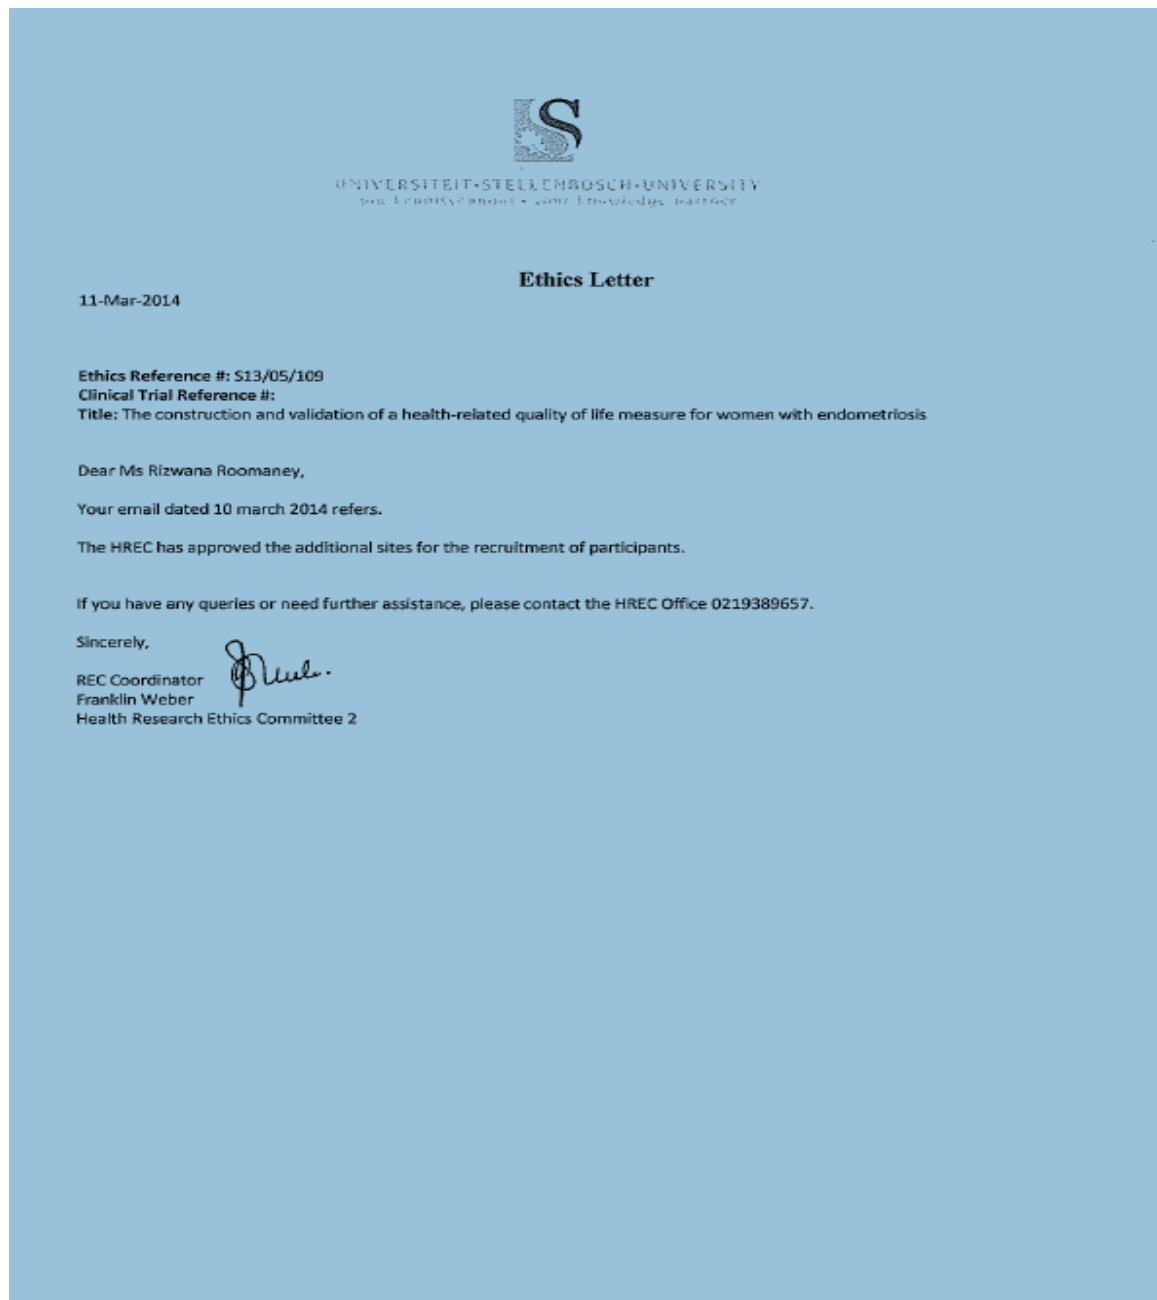 S
UNIVERSITEIT•STELLENBOSCH•UNIVERSITY
your knowledge partner
Ethics Letter
11-Mar-2014
Ethics Reference #: S13/05/109
Clinical Trial Reference #:
Title: The construction and validation of a health-related quality of life measure for women with endometriosis
Dear Ms Rizwana Roomaney,
Your email dated 10 march 2014 refers.
The HREC has approved the additional sites for the recruitment of participants.
If you have any queries or need further assistance, please contact the HREC Office 0219389657.
Sincerely,
REC Coordinator
Franklin Weber
Health Research Ethics Committee 2